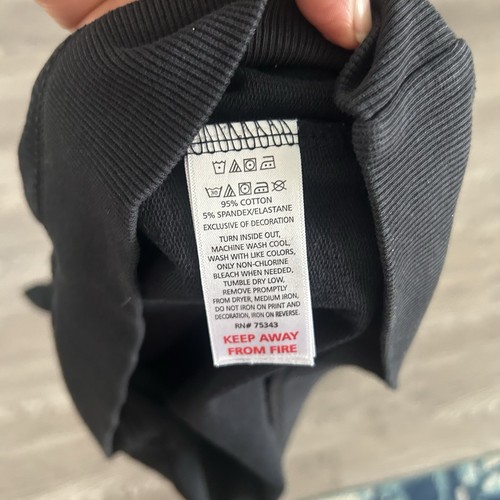 30
95% COTTON
5% SPANDEX/ELASTANE
EXCLUSIVE OF DECORATION
TURN INSIDE OUT,
MACHINE WASH COOL,
WASH WITH LIKE COLORS,
ONLY NON-CHLORINE
BLEACH WHEN NEEDED,
TUMBLE DRY LOW,
REMOVE PROMPTLY
FROM DRYER, MEDIUM IRON,
DO NOT IRON ON PRINT AND
DECORATION, IRON ON REVERSE.
RN# 75343
KEEP AWAY
FROM FIRE